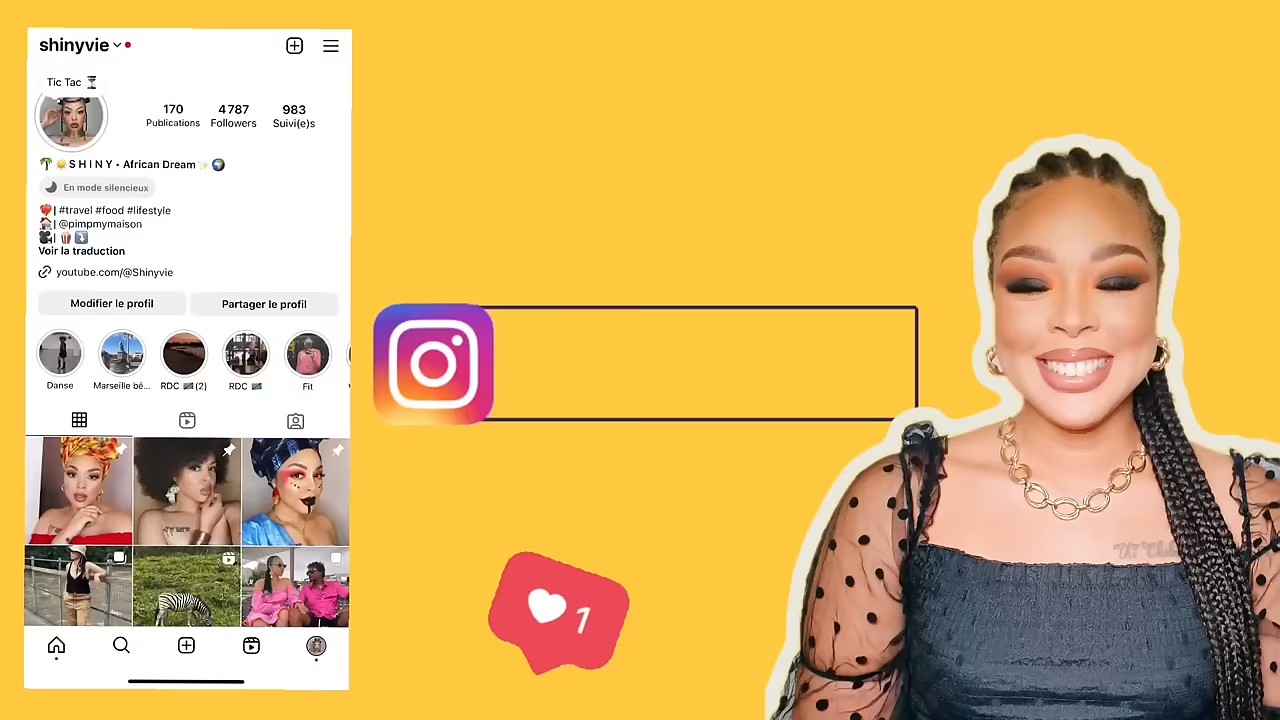 shinyvie
Tic Tac
170 4 787 983
Publications Followers Suivi(e)s
S H I N Y • African Dream
En mode silencieux
| #travel #food #lifestyle
| @pimpmymaison
|
Voir la traduction
youtube.com/@Shinyvie
Modifier le profil Partager le profil
Danse Marseille bé... RDC (2) RDC Fit
1